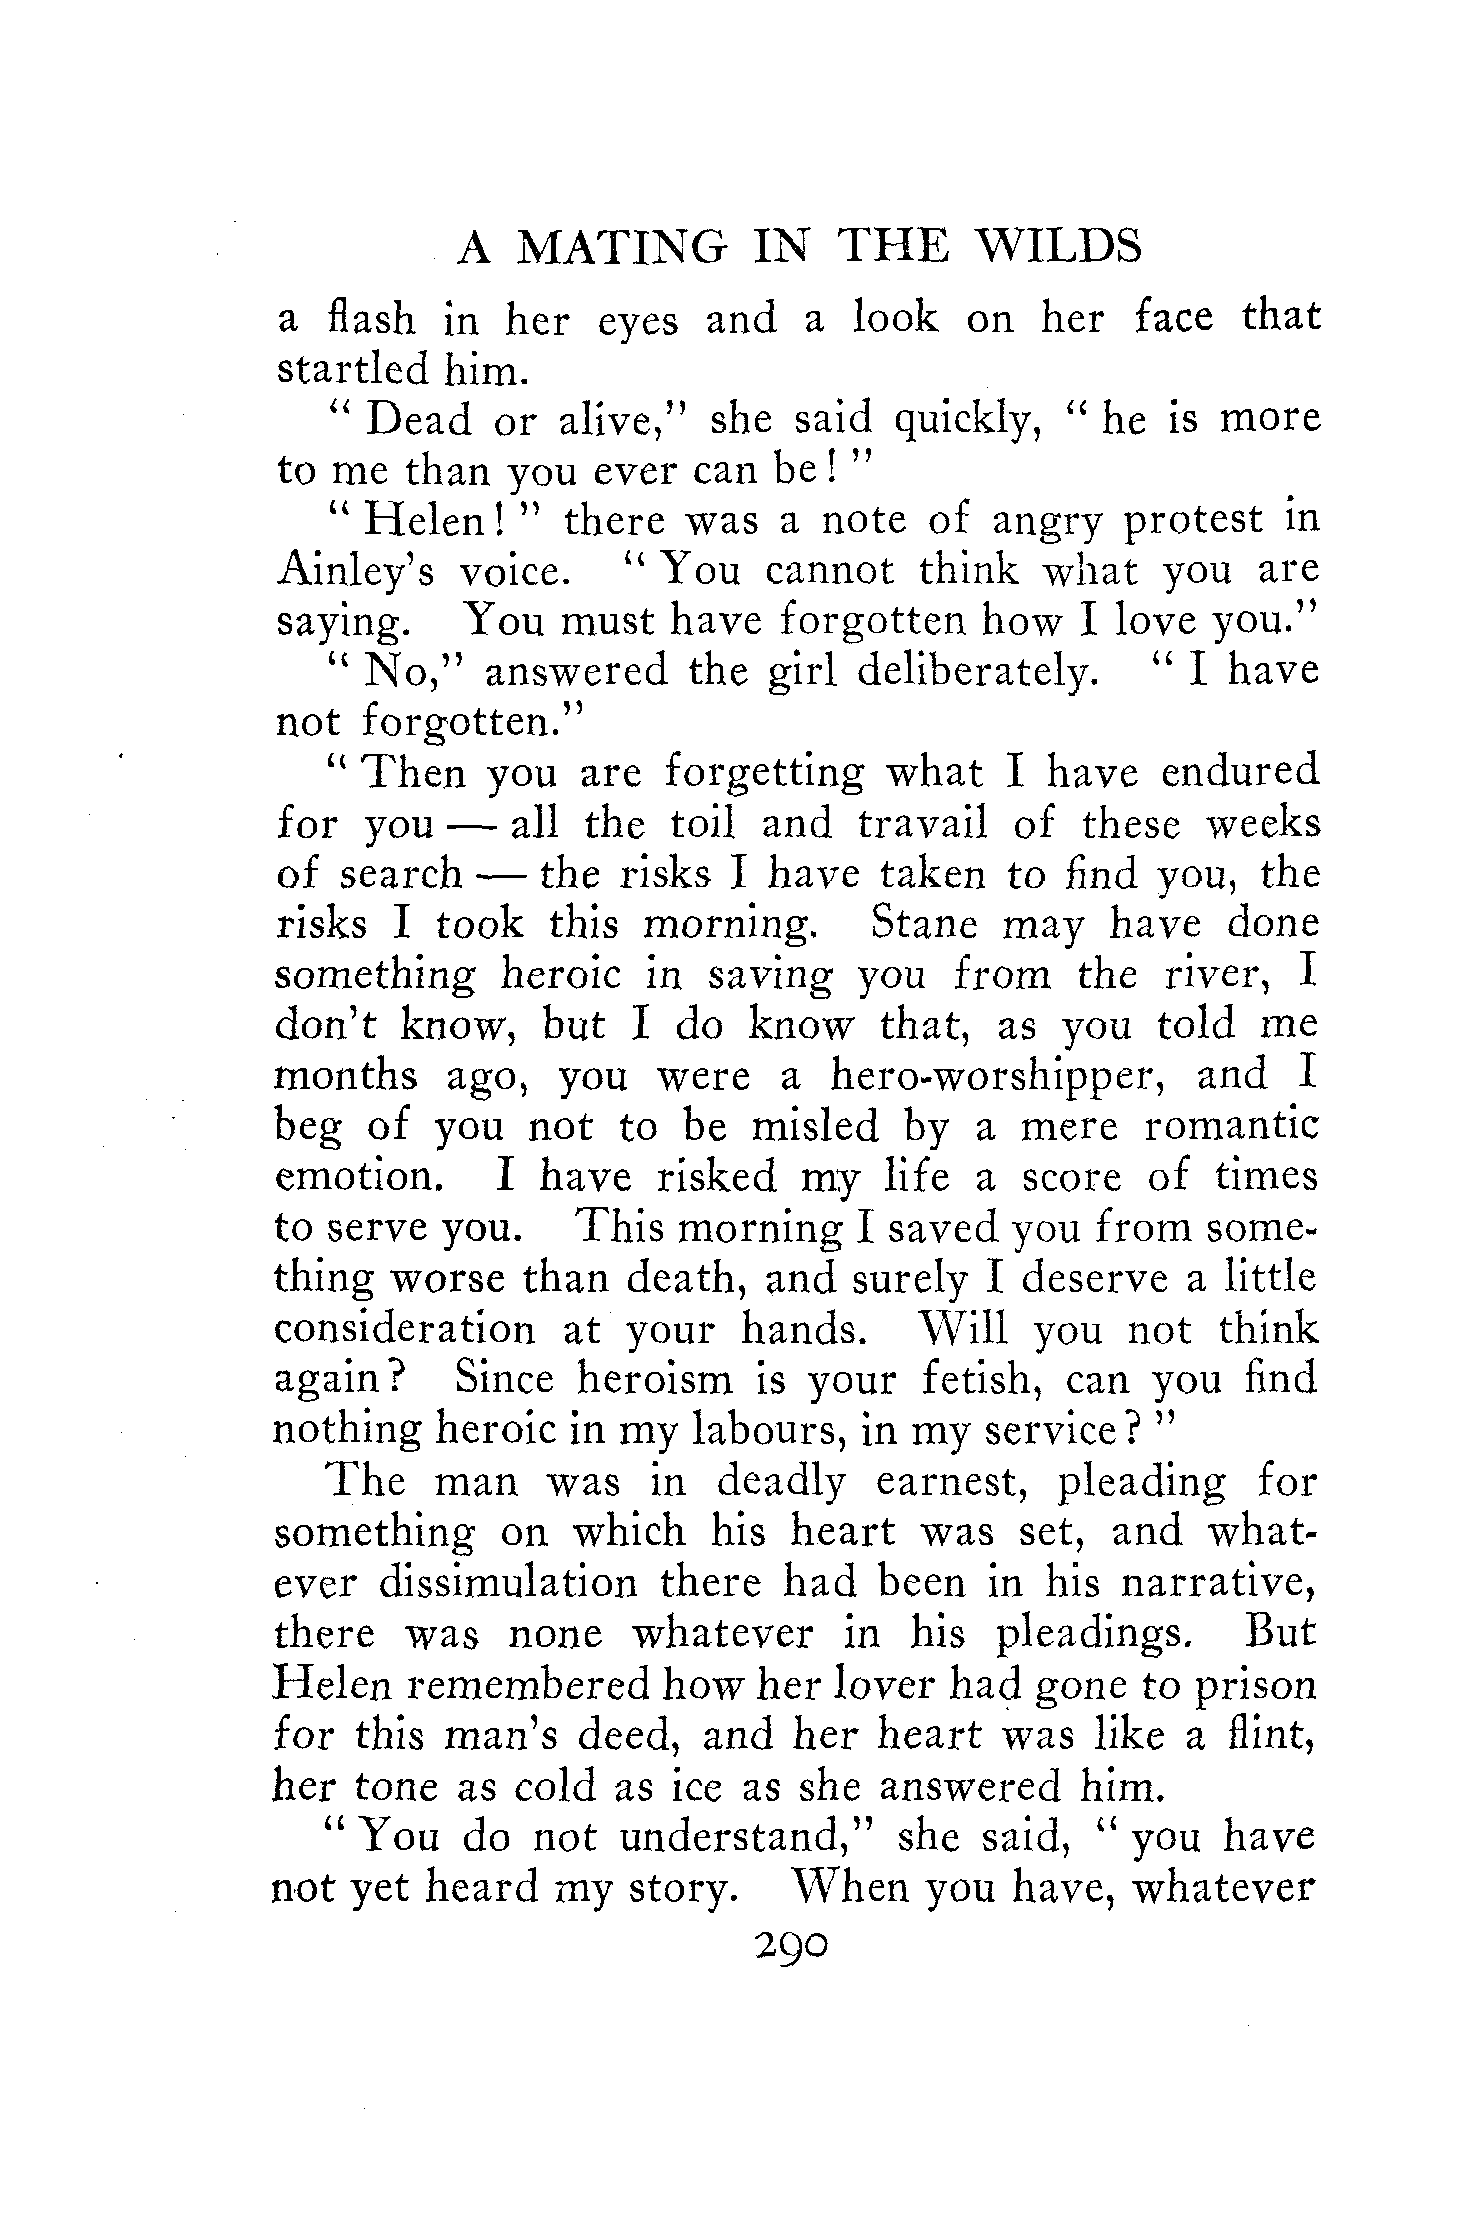 A MATING IN THE WILDS
a flash in her eyes and a look on her face that
startled him.
" Dead or alive," she said quickly, " he is more
to me than you ever can be! "
" Helen! " there was a note of angry protest in
Ainley's voice. " You cannot think what you are
saying. You must have forgotten how I love you."
" No," answered the girl deliberately. " I have
not forgotten."
" Then you are forgetting what I have endured
for you — all the toil and travail of these weeks
of search — the risks I have taken to find you, the
risks I took this morning. Stane may have done
something heroic in saving you from the river, I
don't know, but I do know that, as you told me
months ago, you were a hero-worshipper, and I
beg of you not to be misled by a mere romantic
emotion. I have risked my life a score of times
to serve you. This morning I saved you from some-
thing worse than death, and surely I deserve a little
consideration at your hands. Will you not think
again? Since heroism is your fetish, can you find
nothing heroic in my labours, in my service? "
The man was in deadly earnest, pleading for
something on which his heart was set, and what-
ever dissimulation there had been in his narrative,
there was none whatever in his pleadings. But
Helen remembered how her lover had gone to prison
for this man's deed, and her heart was like a flint,
her tone as cold as ice as she answered him.
" You do not understand," she said, " you have
not yet heard my story. When you have, whatever
290